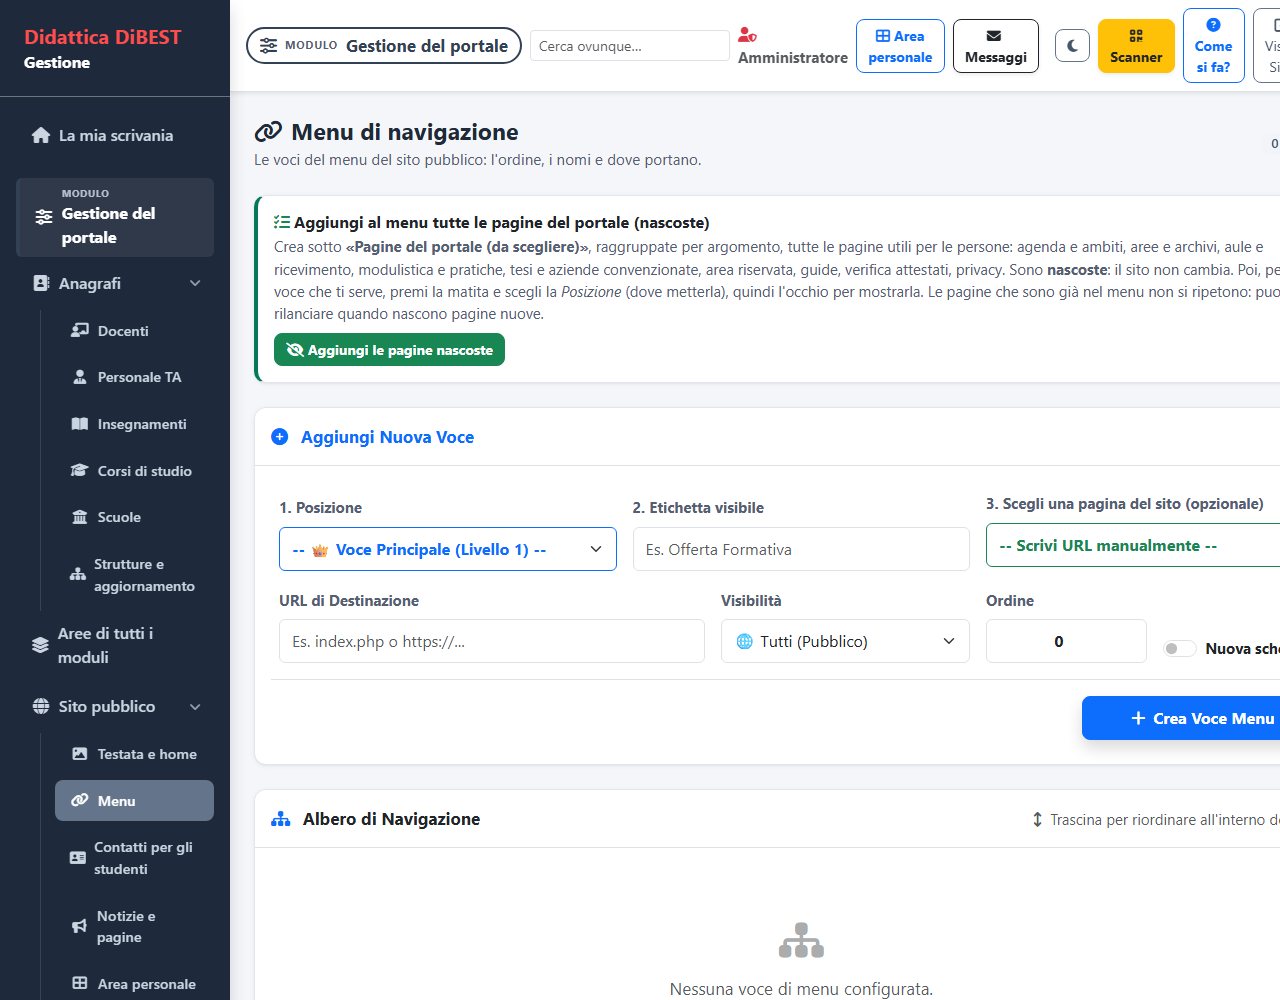 Didattica DiBEST
Gestione
La mia scrivania
MODULO
Gestione del
portale
Anagrafi
Docenti
Personale TA
Insegnamenti
Corsi di studio
Scuole
Strutture e
aggiornamento
Aree di tutti i
moduli
Sito pubblico
Testata e home
Menu
Contatti per gli
studenti
Notizie e
pagine
Area personale
MODULO Gestione del portale
Cerca ovunque...
Amministratore
Area
personale
Messaggi
Scanner
Come
si fa?
Menu di navigazione
Le voci del menu del sito pubblico: l'ordine, i nomi e dove portano.
0
Aggiungi al menu tutte le pagine del portale (nascoste)
Crea sotto «Pagine del portale (da scegliere)», raggruppate per argomento, tutte le pagine utili per le persone: agenda e ambiti, aree e archivi, aule e
ricevimento, modulistica e pratiche, tesi e aziende convenzionate, area riservata, guide, verifica attestati, privacy. Sono nascoste: il sito non cambia. Poi, pe
voce che ti serve, premi la matita e scegli la Posizione (dove metterla), quindi l'occhio per mostrarla. Le pagine che sono già nel menu non si ripetono: puo
rilanciare quando nascono pagine nuove.
Aggiungi le pagine nascoste
Aggiungi Nuova Voce
1. Posizione
-- Voce Principale (Livello 1) --
2. Etichetta visibile
Es. Offerta Formativa
3. Scegli una pagina del sito (opzionale)
-- Scrivi URL manualmente --
URL di Destinazione
Es. index.php o https://...
Visibilità
Tutti (Pubblico)
Ordine
0
Nuova sche
Crea Voce Menu
Albero di Navigazione
Trascina per riordinare all'interno de
Nessuna voce di menu configurata.